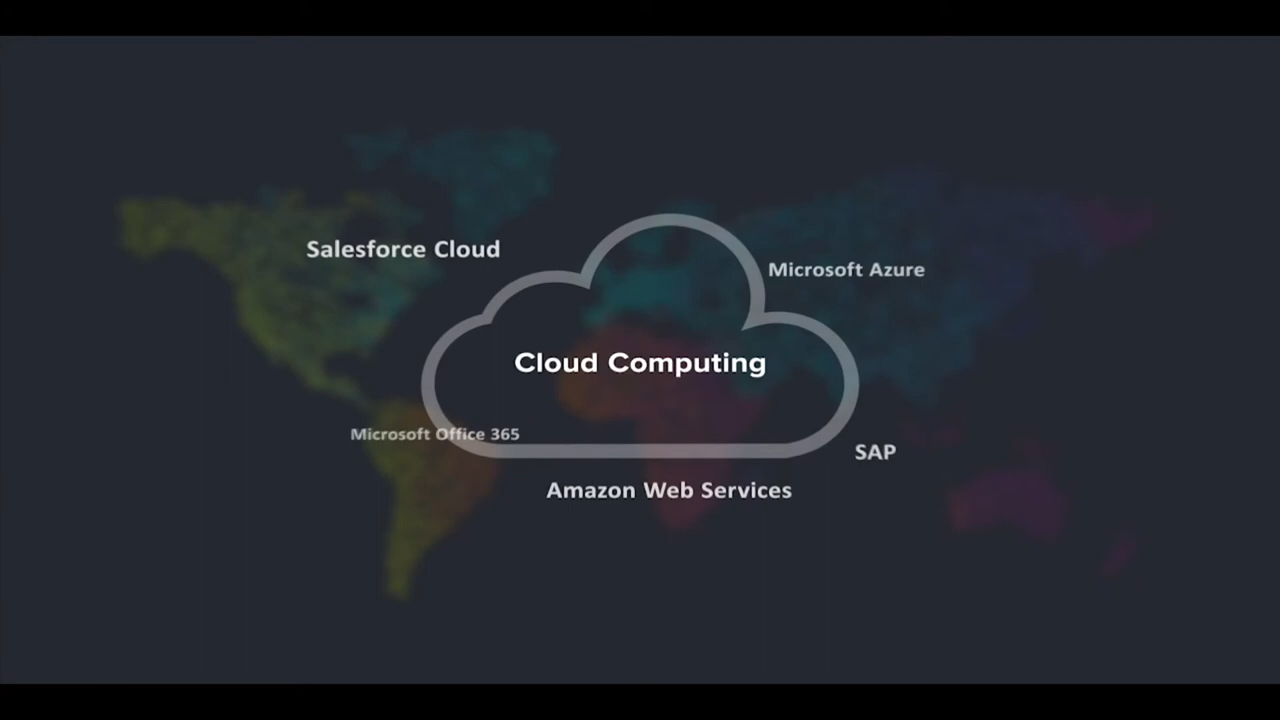 Salesforce Cloud
Microsoft Azure
Cloud Computing
Microsoft Office 365
SAP
Amazon Web Services